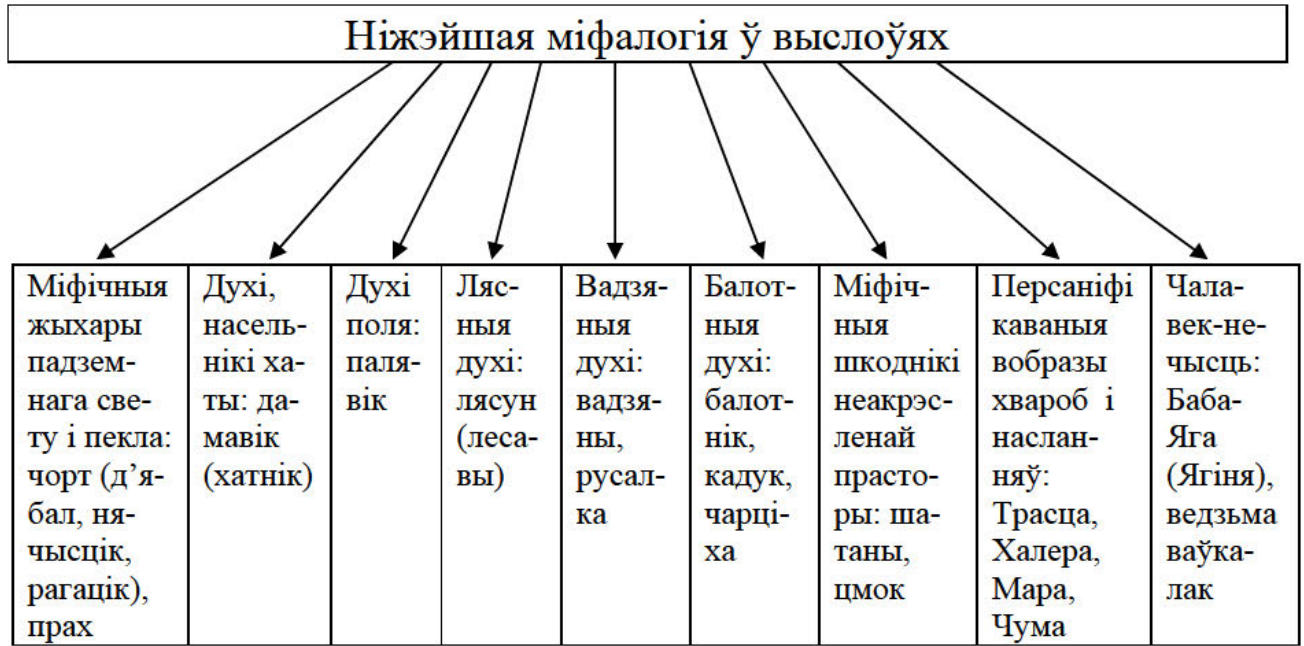 Ніжэйшая міфалогія ў выслоўях
Міфічныя
жыхары
падзем-
нага све-
ту і пекла:
чорт (д’я-
бал, ня-
чысцік,
рагацік),
прах
Духі,
насель-
нікі ха-
ты: да-
мавік
(хатнік)
Духі
поля:
паля-
вік
Ляс-
ныя
духі:
лясун
(леса-
вы)
Вадзя-
ныя
духі:
вадзя-
ны,
русал-
ка
Балот-
ныя
духі:
балот-
нік,
кадук,
чарці-
ха
Міфіч-
ныя
шкоднікі
неакрэс-
ленай
прасто-
ры: ша-
таны,
цмок
Персаніфі
каваныя
вобразы
хвароб і
наслан-
няў:
Трасца,
Халера,
Мара,
Чума
Чала-
век-не-
чысць:
Баба-
Яга
(Ягіня),
ведзьма
ваўка-
лак